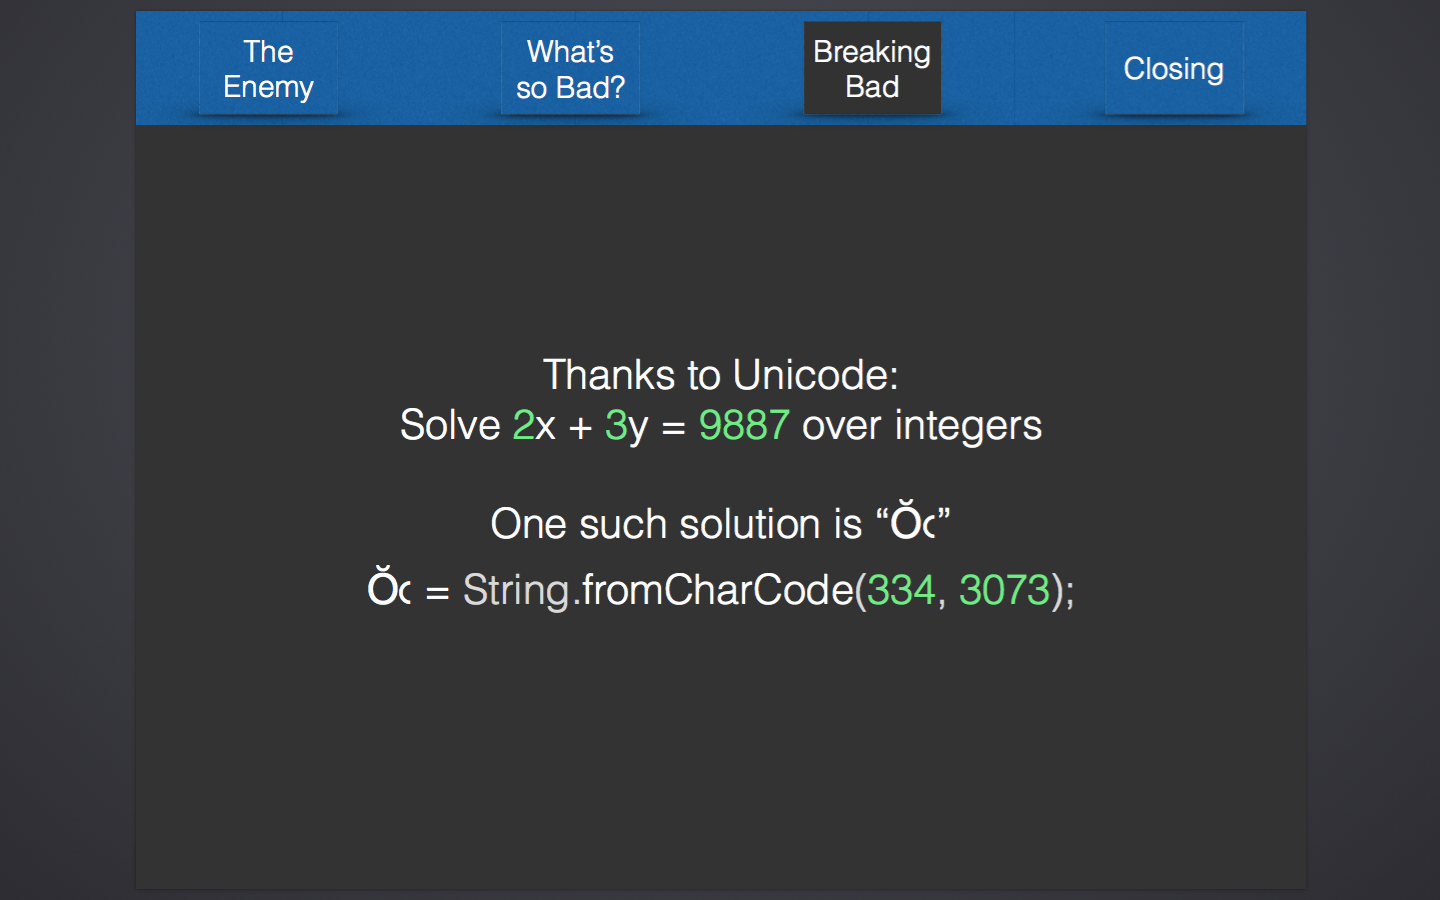 The
Enemy
What's
so Bad?
Breaking
Bad
Closing
Thanks to Unicode:
Solve 2x + 3y = 9887 over integers
One such solution is “Ŏఁ”
Ŏఁ = String.fromCharCode(334, 3073);